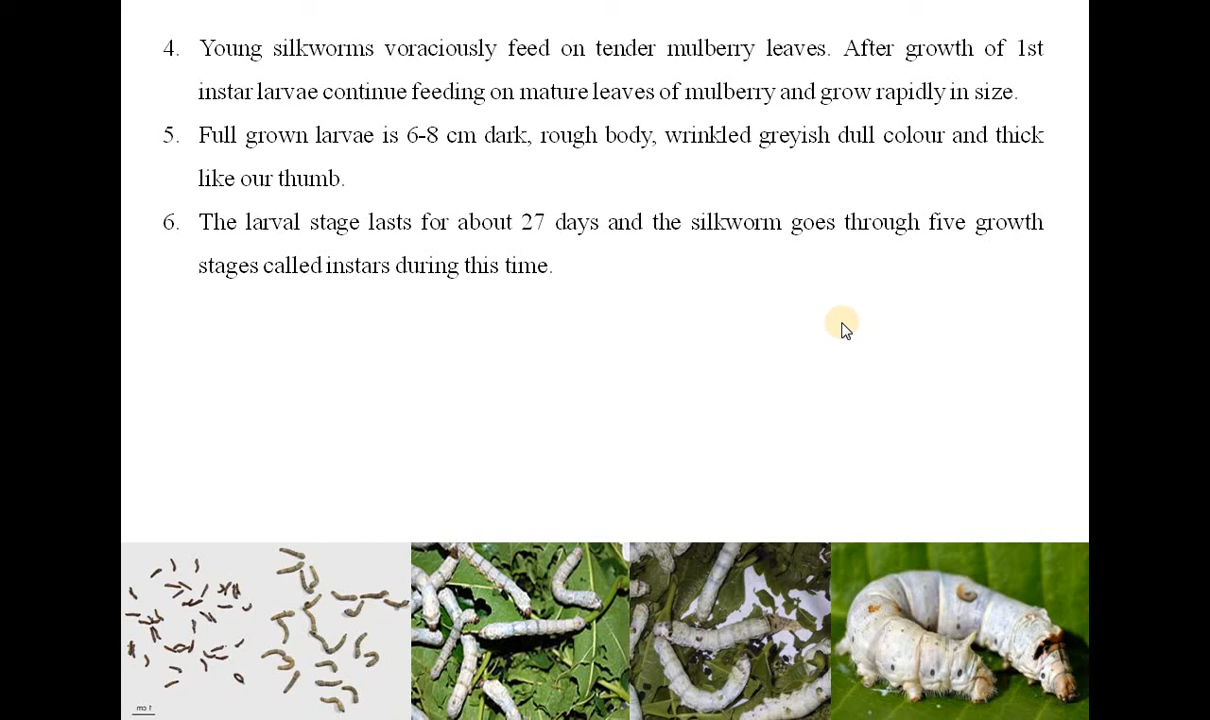 4. Young silkworms voraciously feed on tender mulberry leaves. After growth of 1st
instar larvae continue feeding on mature leaves of mulberry and grow rapidly in size.
5. Full grown larvae is 6-8 cm dark, rough body, wrinkled greyish dull colour and thick
like our thumb.
6. The larval stage lasts for about 27 days and the silkworm goes through five growth
stages called instars during this time.
1 cm